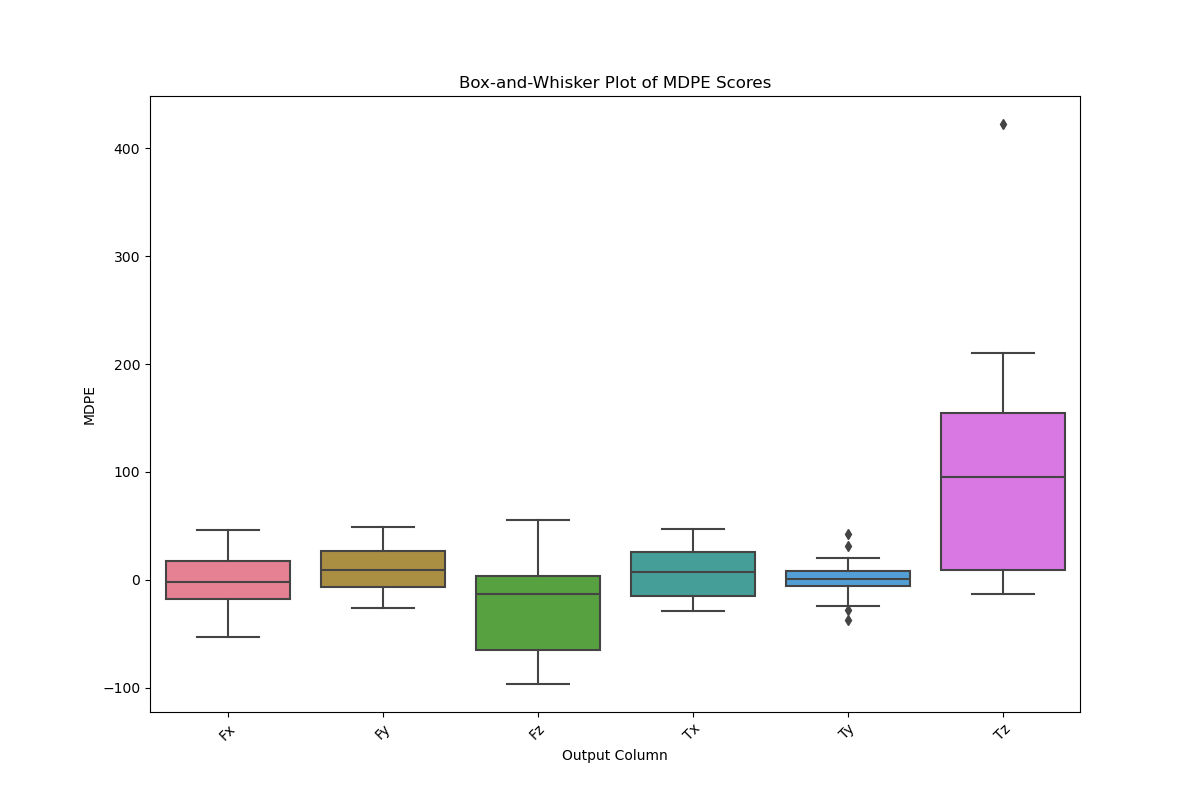 Box-and-Whisker Plot of MDPE Scores
400
300
200
100
0
−100
MDPE
Fx
Fy
Fz
Tx
Ty
Tz
Output Column